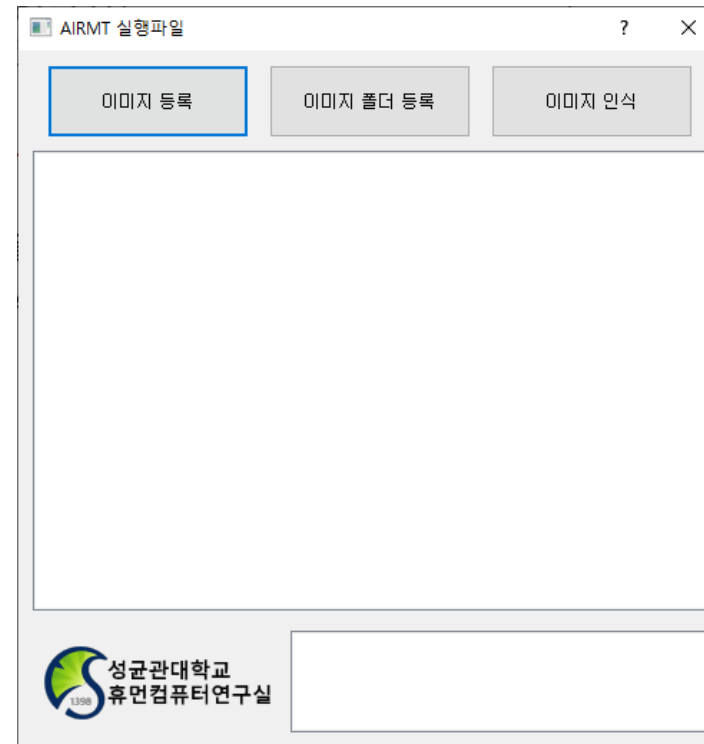 AIRMT 실행파일
?
이미지 등록
이미지 폴더 등록
이미지 인식
성균관대학교
휴먼컴퓨터연구실
1398